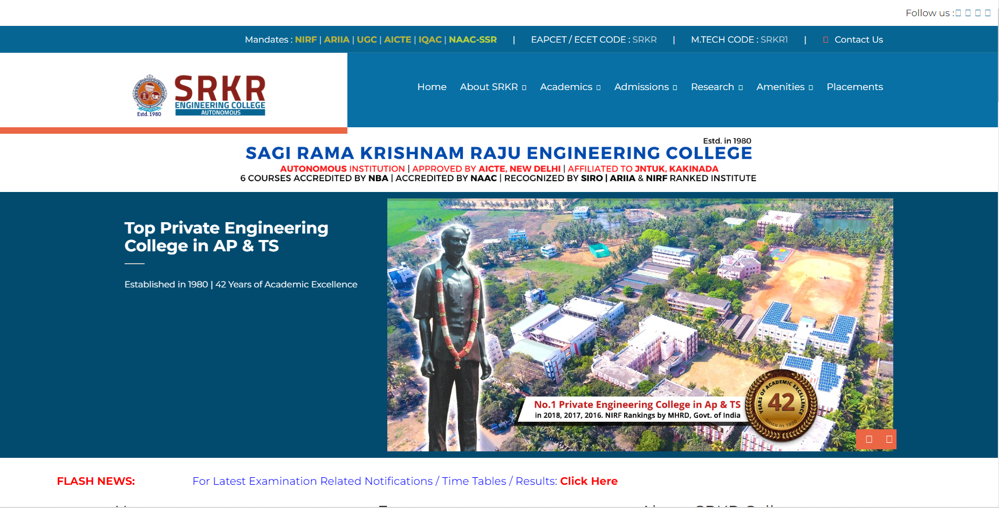 Follow us :
Mandates : NIRF | ARIIA | UGC | AICTE | IQAC | NAAC-SSR | EAPCET / ECET CODE : SRKR | M.TECH CODE : SRKR1 | Contact Us
SRKR
ENGINEERING COLLEGE
AUTONOMOUS
Estd. 1980
Home About SRKR Academics Admissions Research Amenities Placements
Estd. in 1980
SAGI RAMA KRISHNAM RAJU ENGINEERING COLLEGE
AUTONOMOUS INSTITUTION | APPROVED BY AICTE, NEW DELHI | AFFILIATED TO JNTUK, KAKINADA
6 COURSES ACCREDITED BY NBA | ACCREDITED BY NAAC | RECOGNIZED BY SIRO | ARIIA & NIRF RANKED INSTITUTE
Top Private Engineering
College in AP & TS
Established in 1980 | 42 Years of Academic Excellence
No.1 Private Engineering College in Ap & TS
in 2018, 2017, 2016. NIRF Rankings by MHRD, Govt. of India
YEARS OF ACADEMIC EXCELLENCE
42
Since in 1980
FLASH NEWS: For Latest Examination Related Notifications / Time Tables / Results: Click Here